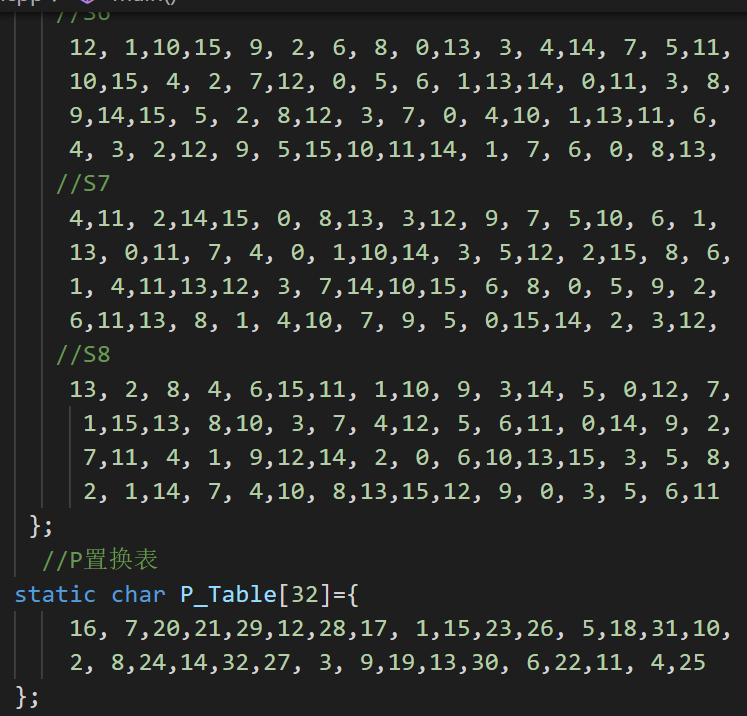 main()
//S6
12, 1,10,15, 9, 2, 6, 8, 0,13, 3, 4,14, 7, 5,11,
10,15, 4, 2, 7,12, 0, 5, 6, 1,13,14, 0,11, 3, 8,
9,14,15, 5, 2, 8,12, 3, 7, 0, 4,10, 1,13,11, 6,
4, 3, 2,12, 9, 5,15,10,11,14, 1, 7, 6, 0, 8,13,
//S7
4,11, 2,14,15, 0, 8,13, 3,12, 9, 7, 5,10, 6, 1,
13, 0,11, 7, 4, 0, 1,10,14, 3, 5,12, 2,15, 8, 6,
1, 4,11,13,12, 3, 7,14,10,15, 6, 8, 0, 5, 9, 2,
6,11,13, 8, 1, 4,10, 7, 9, 5, 0,15,14, 2, 3,12,
//S8
13, 2, 8, 4, 6,15,11, 1,10, 9, 3,14, 5, 0,12, 7,
1,15,13, 8,10, 3, 7, 4,12, 5, 6,11, 0,14, 9, 2,
7,11, 4, 1, 9,12,14, 2, 0, 6,10,13,15, 3, 5, 8,
2, 1,14, 7, 4,10, 8,13,15,12, 9, 0, 3, 5, 6,11
};
//P置换表
static char P_Table[32]={
16, 7,20,21,29,12,28,17, 1,15,23,26, 5,18,31,10,
2, 8,24,14,32,27, 3, 9,19,13,30, 6,22,11, 4,25
};